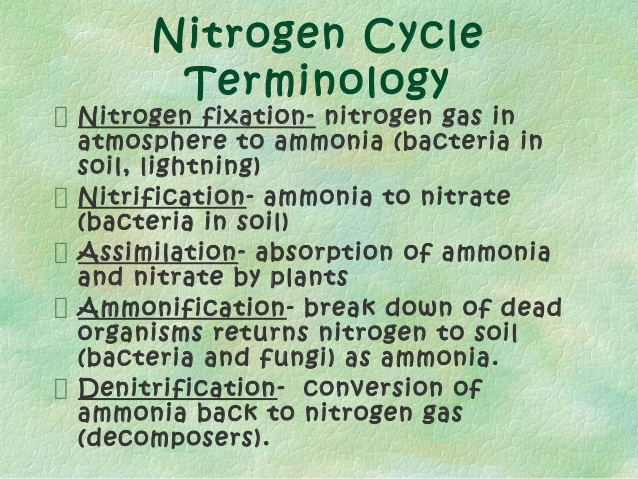 Nitrogen Cycle
Terminology
Nitrogen fixation- nitrogen gas in
atmosphere to ammonia (bacteria in
soil, lightning)
Nitrification- ammonia to nitrate
(bacteria in soil)
Assimilation- absorption of ammonia
and nitrate by plants
Ammonification- break down of dead
organisms returns nitrogen to soil
(bacteria and fungi) as ammonia.
Denitrification-  conversion of
ammonia back to nitrogen gas
(decomposers).